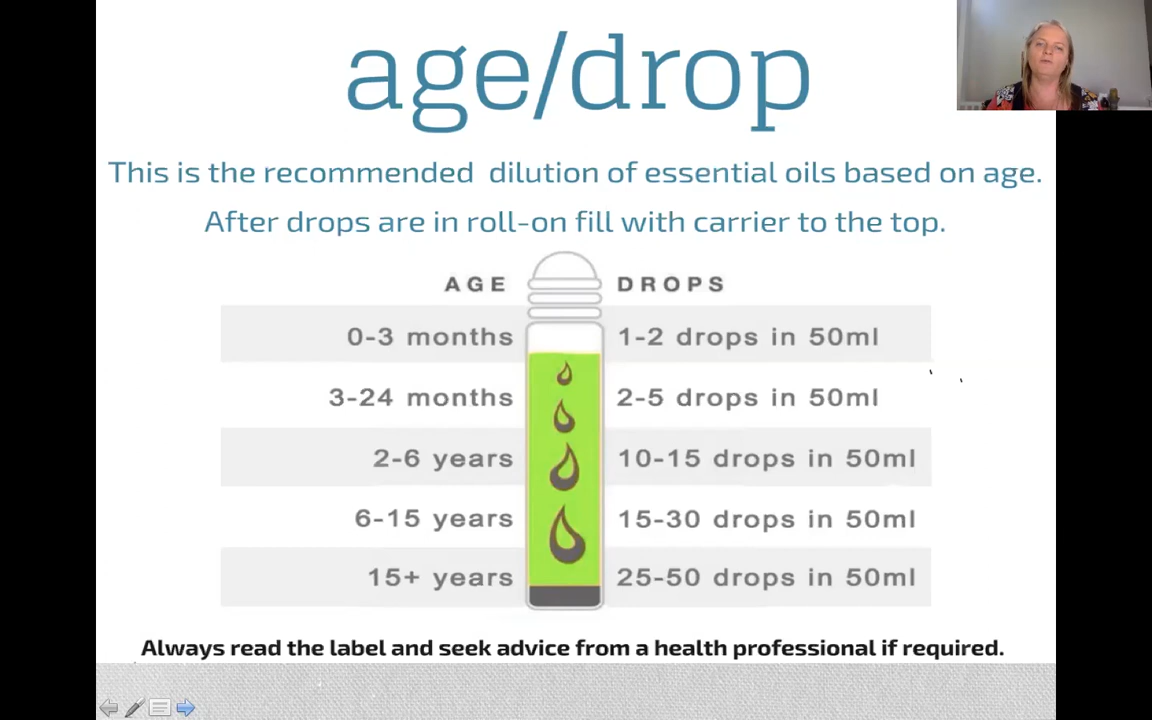 age/drop
This is the recommended dilution of essential oils based on age.
After drops are in roll-on fill with carrier to the top.
AGE DROPS
0-3 months 1-2 drops in 50ml
3-24 months 2-5 drops in 50ml
2-6 years 10-15 drops in 50ml
6-15 years 15-30 drops in 50ml
15+ years 25-50 drops in 50ml
Always read the label and seek advice from a health professional if required.